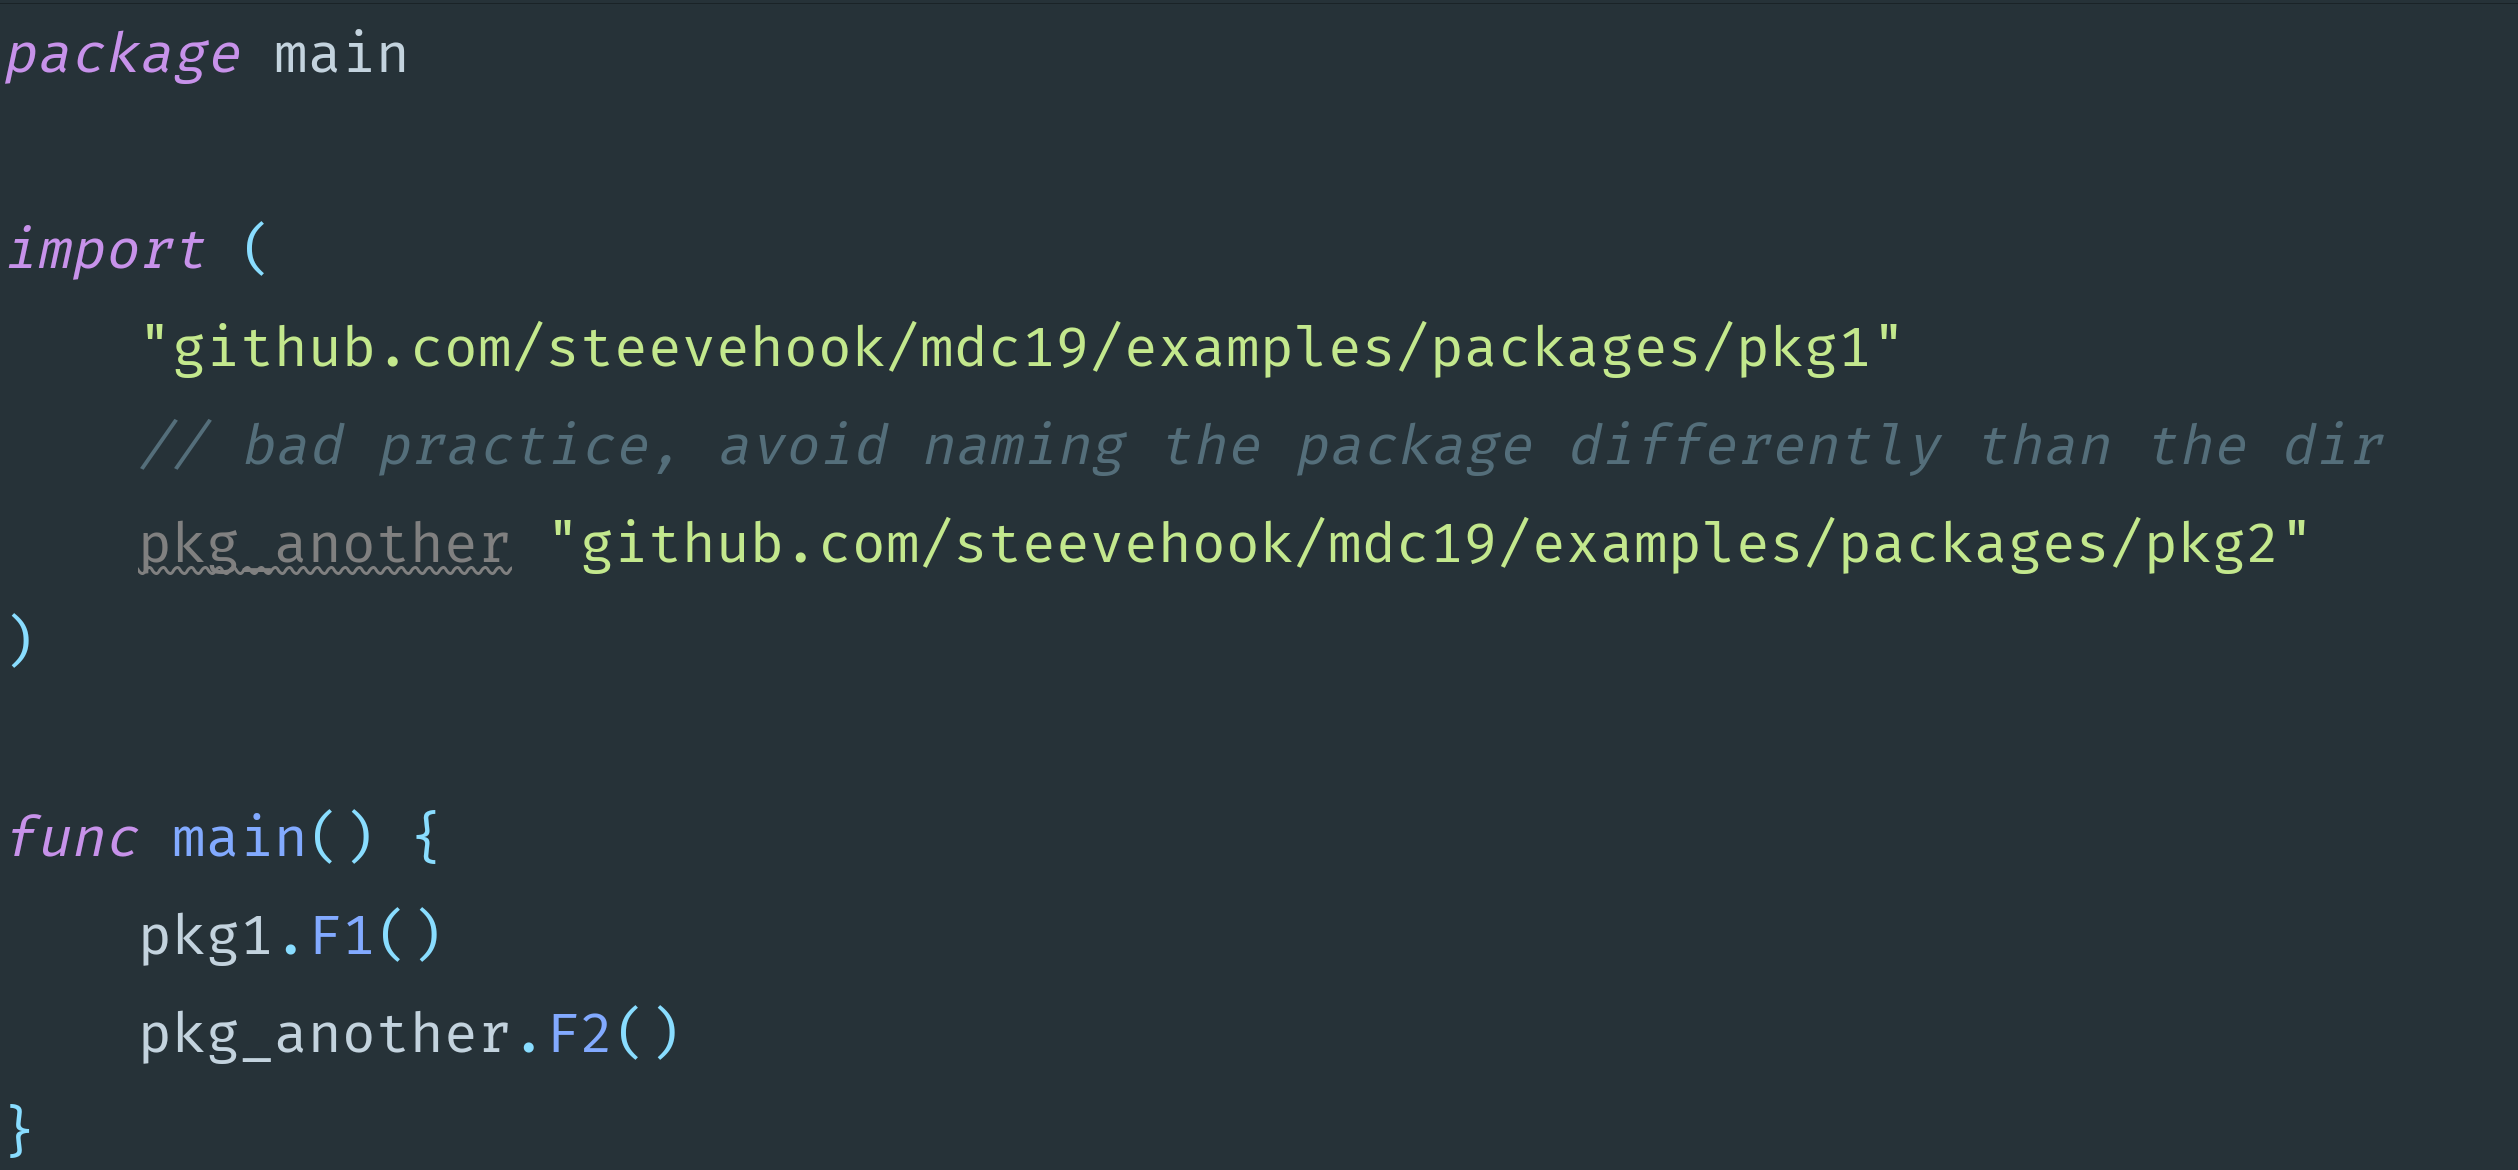 package main
import (
"github.com/steevehook/mdc19/examples/packages/pkg1"
// bad practice, avoid naming the package differently than the dir
pkg_another "github.com/steevehook/mdc19/examples/packages/pkg2"
)
func main() {
pkg1.F1()
pkg_another.F2()
}